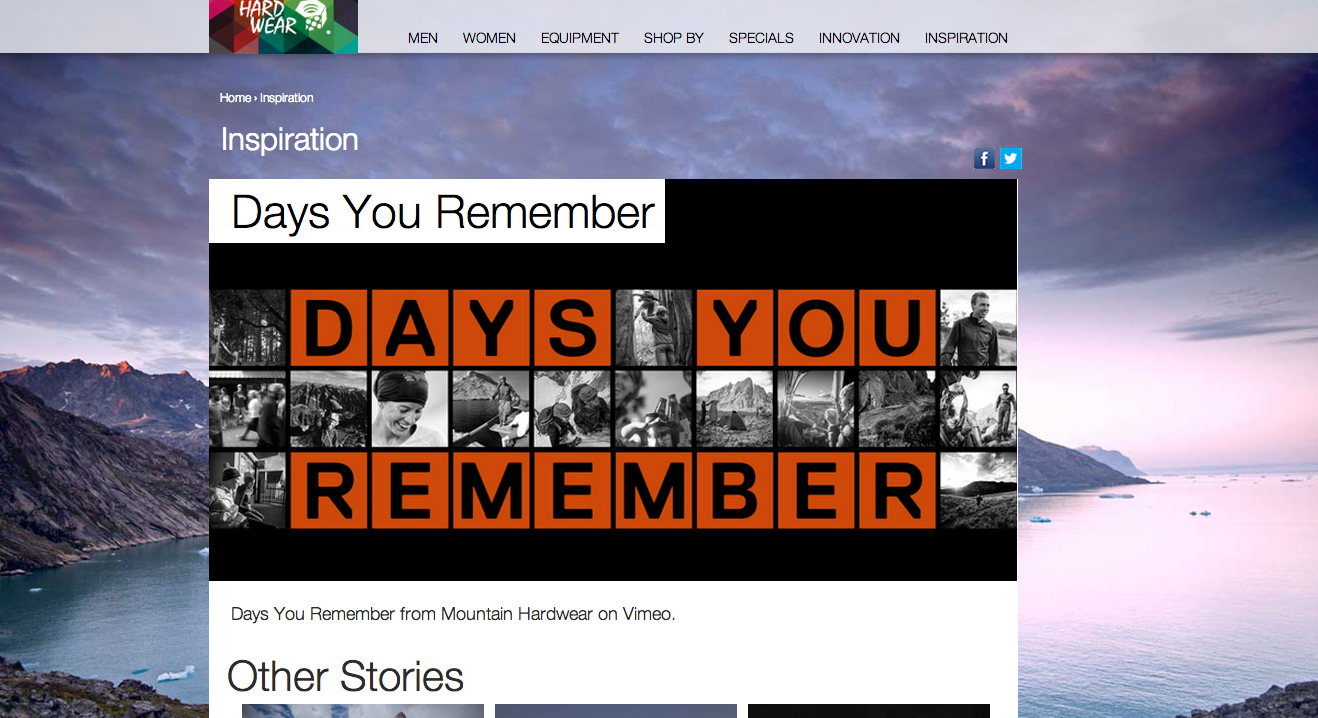 HARD
WEAR
MEN WOMEN EQUIPMENT SHOP BY SPECIALS INNOVATION INSPIRATION
Home › Inspiration
Inspiration
f
Days You Remember
DAYS YOU
REMEMBER
Days You Remember from Mountain Hardwear on Vimeo.
Other Stories